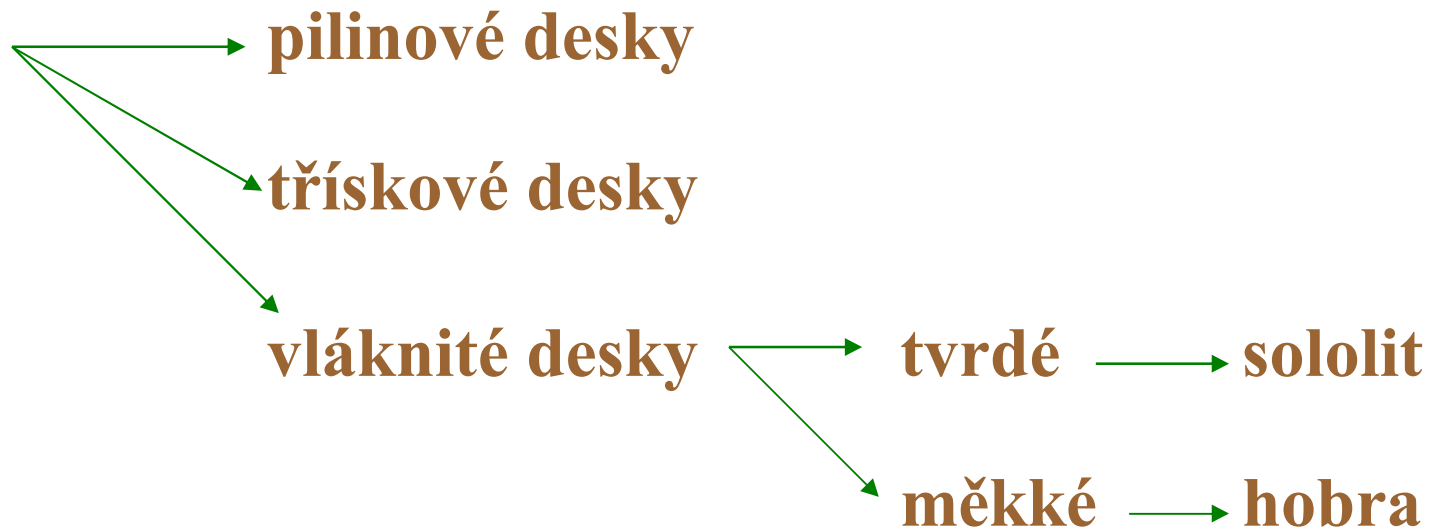 pilinové desky
třískové desky
vláknité desky tvrdé sololit
měkké hobra